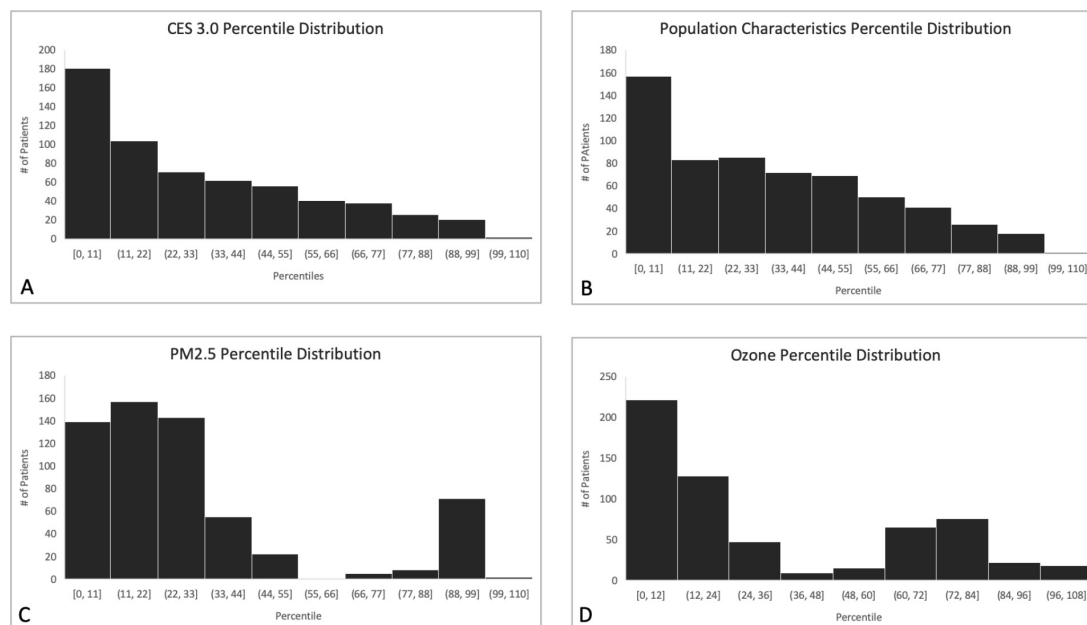 CES 3.0 Percentile Distribution
200
180
160
140
120
100
80
60
40
20
0
# of Patients
[0, 11] (11, 22] (22, 33] (33, 44] (44, 55] (55, 66] (66, 77] (77, 88] (88, 99] (99, 110]
Percentiles
A
Population Characteristics Percentile Distribution
180
160
140
120
100
80
60
40
20
0
# of PAtients
[0, 11] (11, 22] (22, 33] (33, 44] (44, 55] (55, 66] (66, 77] (77, 88] (88, 99] (99, 110]
Percentile
B
PM2.5 Percentile Distribution
180
160
140
120
100
80
60
40
20
0
# of Patients
[0, 11] (11, 22] (22, 33] (33, 44] (44, 55] (55, 66] (66, 77] (77, 88] (88, 99] (99, 110]
Percentile
C
Ozone Percentile Distribution
250
200
150
100
50
0
# of Patients
[0, 12] (12, 24] (24, 36] (36, 48] (48, 60] (60, 72] (72, 84] (84, 96] (96, 108]
Percentile
D